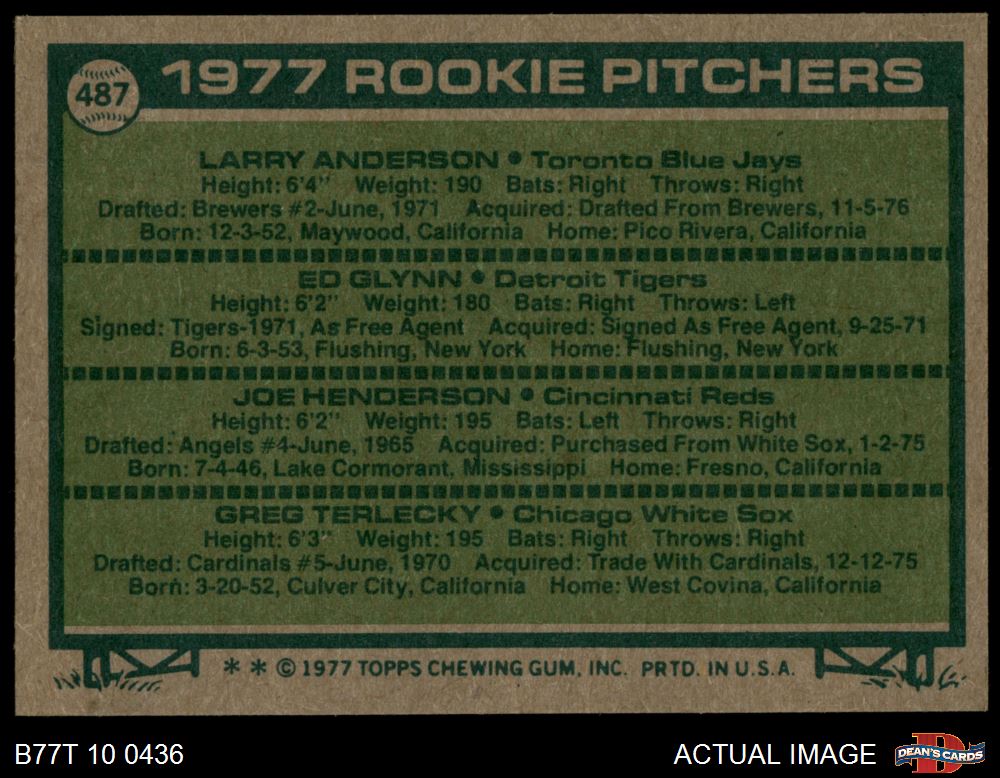 487
1977 ROOKIE PITCHERS
LARRY ANDERSON • Toronto Blue Jays
Height: 6'4" Weight: 190 Bats: Right Throws: Right
Drafted: Brewers #2-June, 1971 Acquired: Drafted From Brewers, 11-5-76
Born: 12-3-52, Maywood, California Home: Pico Rivera, California
ED GLYNN • Detroit Tigers
Height: 6'2" Weight: 180 Bats: Right Throws: Left
Signed: Tigers-1971, As Free Agent Acquired: Signed As Free Agent, 9-25-71
Born: 6-3-53, Flushing, New York Home: Flushing, New York
JOE HENDERSON • Cincinnati Reds
Height: 6'2" Weight: 195 Bats: Left Throws: Right
Drafted: Angels #4-June, 1965 Acquired: Purchased From White Sox, 1-2-75
Born: 7-4-46, Lake Cormorant, Mississippi Home: Fresno, California
GREG TERLECKY • Chicago White Sox
Height: 6'3" Weight: 195 Bats: Right Throws: Right
Drafted: Cardinals #5-June, 1970 Acquired: Trade With Cardinals, 12-12-75
Born: 3-20-52, Culver City, California Home: West Covina, California
* * © 1977 TOPPS CHEWING GUM, INC. PRTD. IN U.S.A.
B77T 10 0436
ACTUAL IMAGE
D
DEAN'S CARDS